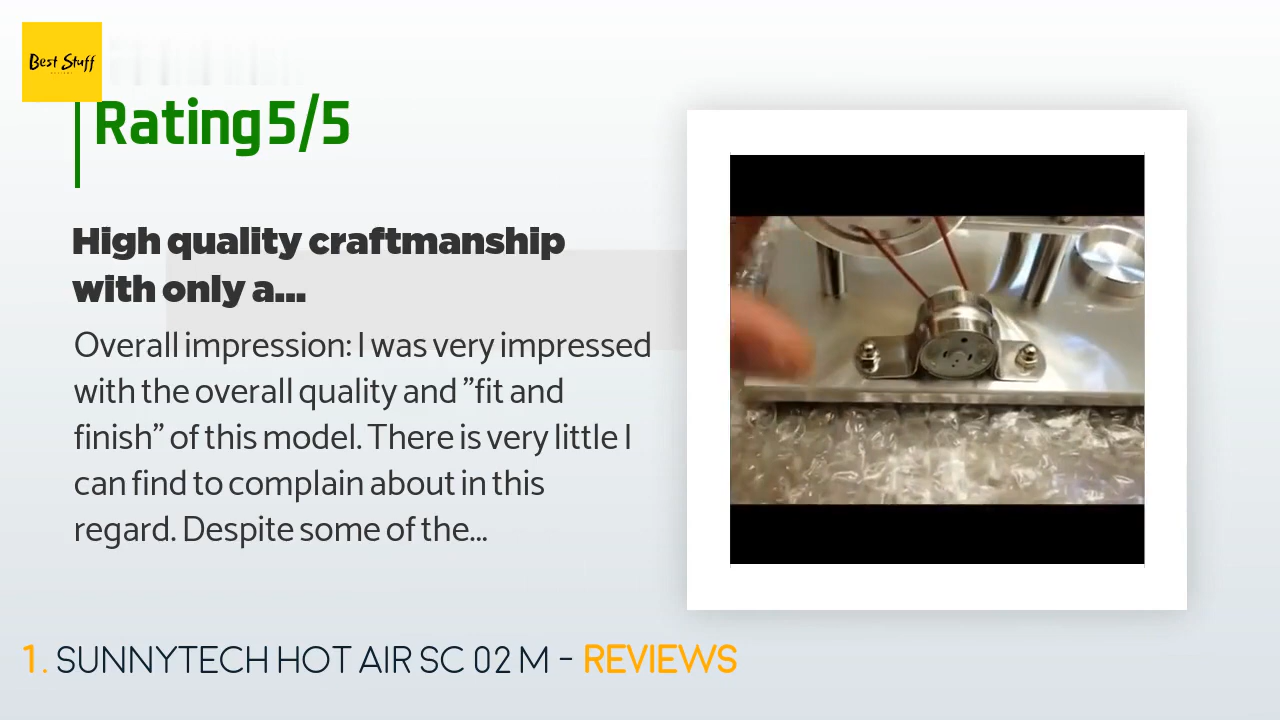 Best Stuff
Rating 5/5
High quality craftmanship
with only a...
Overall impression: I was very impressed
with the overall quality and ”fit and
finish” of this model. There is very little I
can find to complain about in this
regard. Despite some of the...
1. SUNNYTECH HOT AIR SC 02 M - REVIEWS